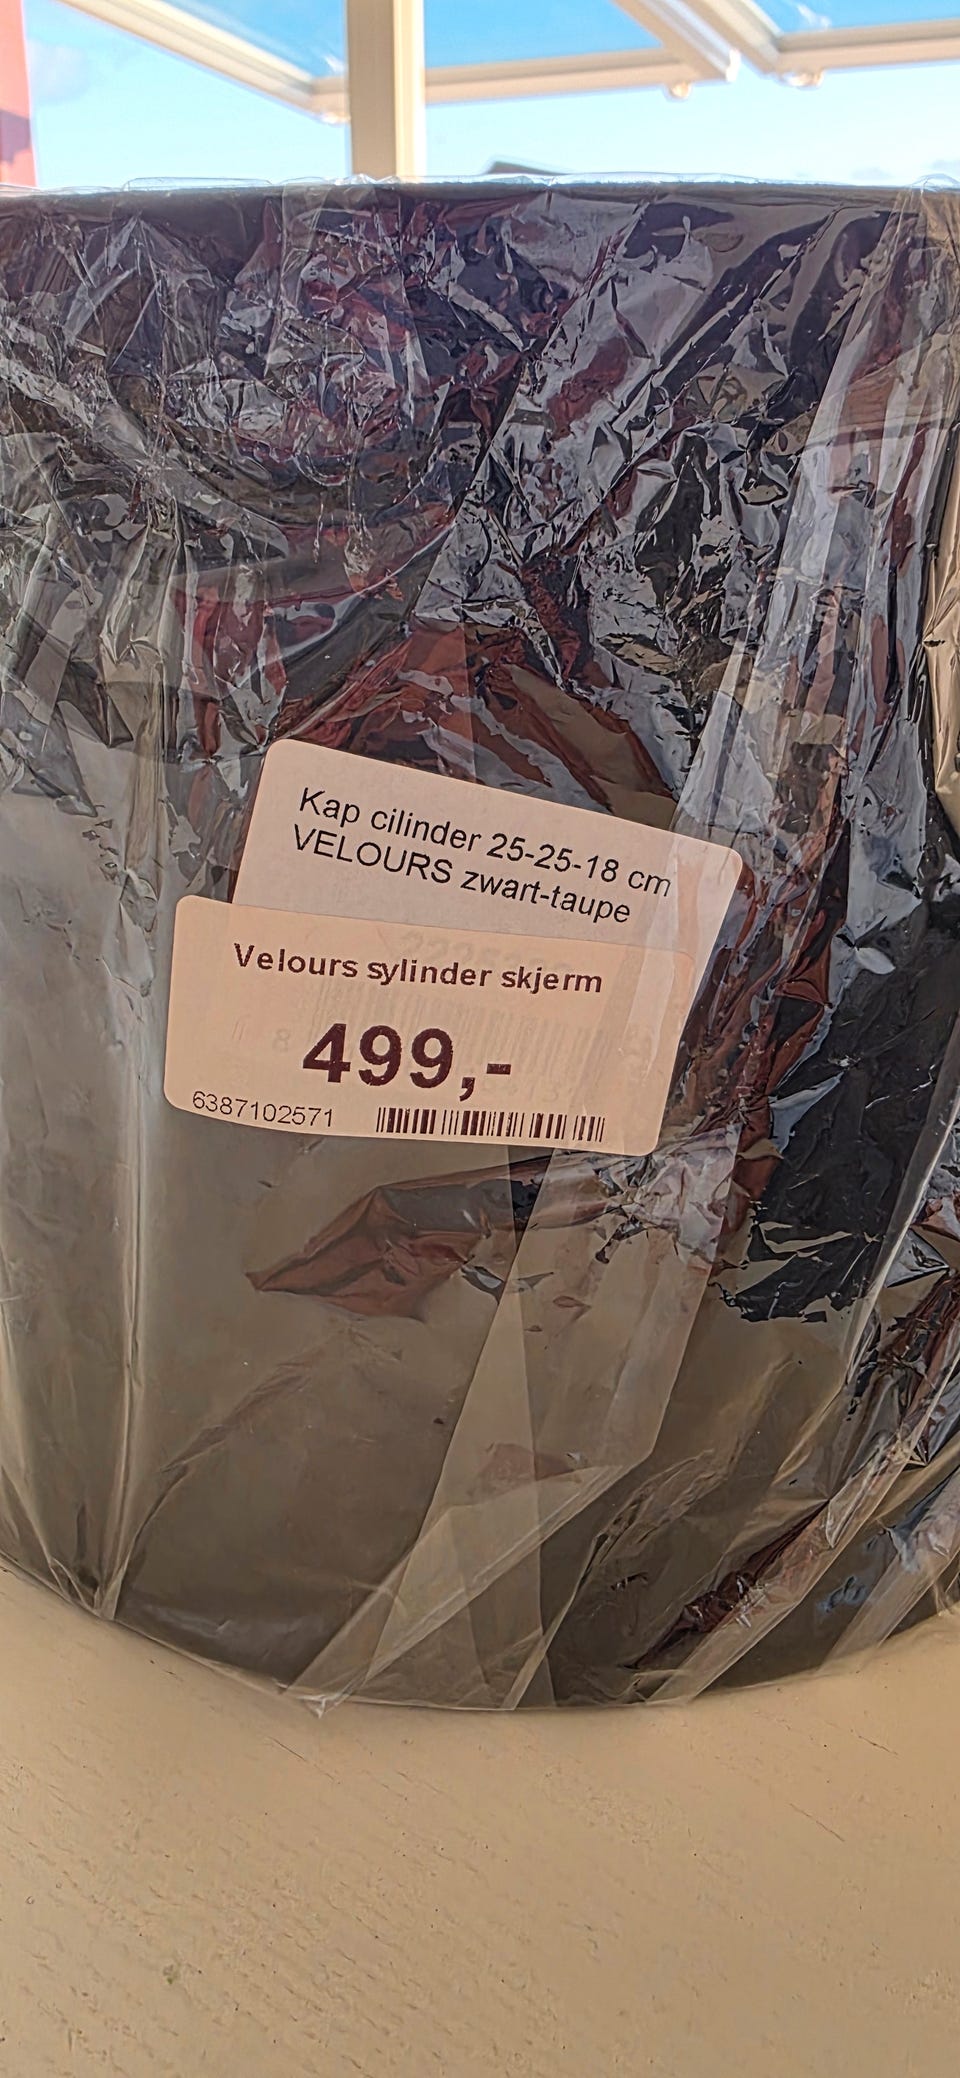 Kap cilinder 25-25-18 cm
VELOURS zwart-taupe
Velours sylinder skjerm
499,-
6387102571